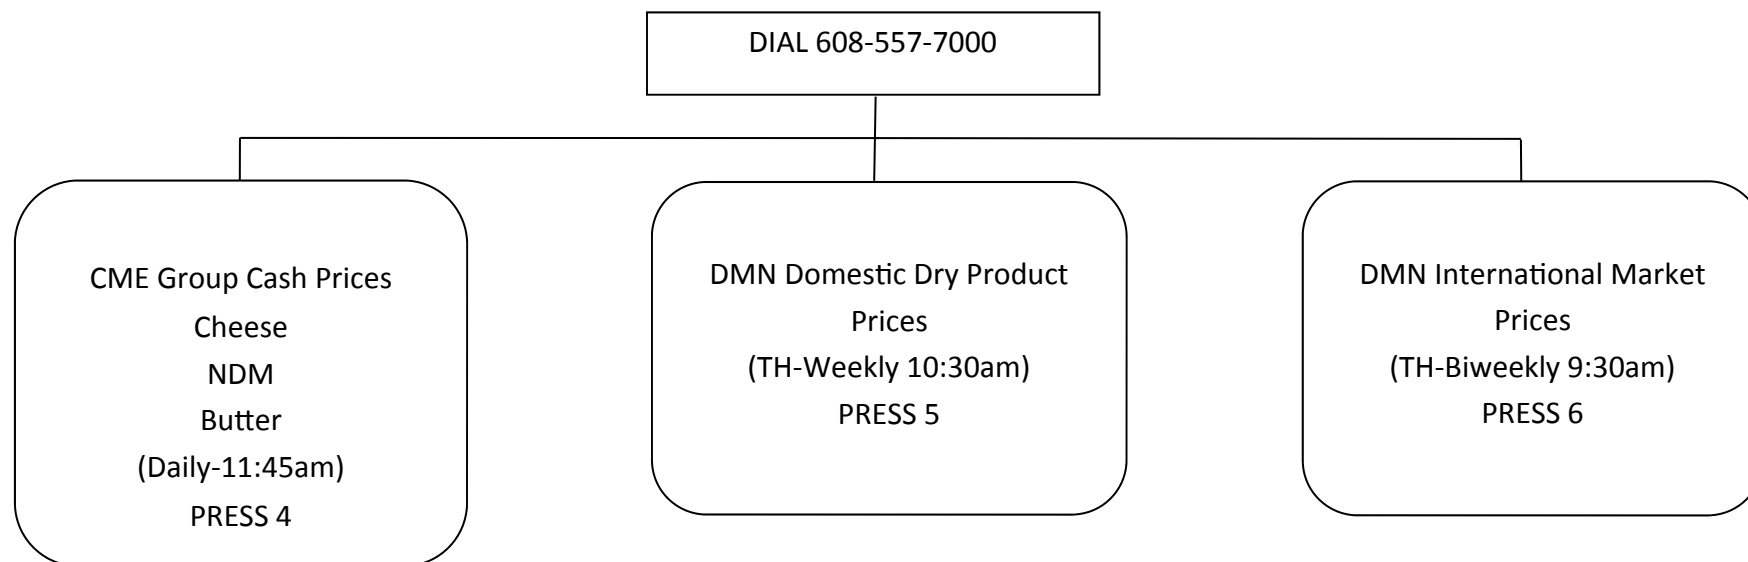 DIAL 608-557-7000
CME Group Cash Prices
Cheese
NDM
Butter
(Daily-11:45am)
PRESS 4
DMN Domestic Dry Product
Prices
(TH-Weekly 10:30am)
PRESS 5
DMN International Market
Prices
(TH-Biweekly 9:30am)
PRESS 6